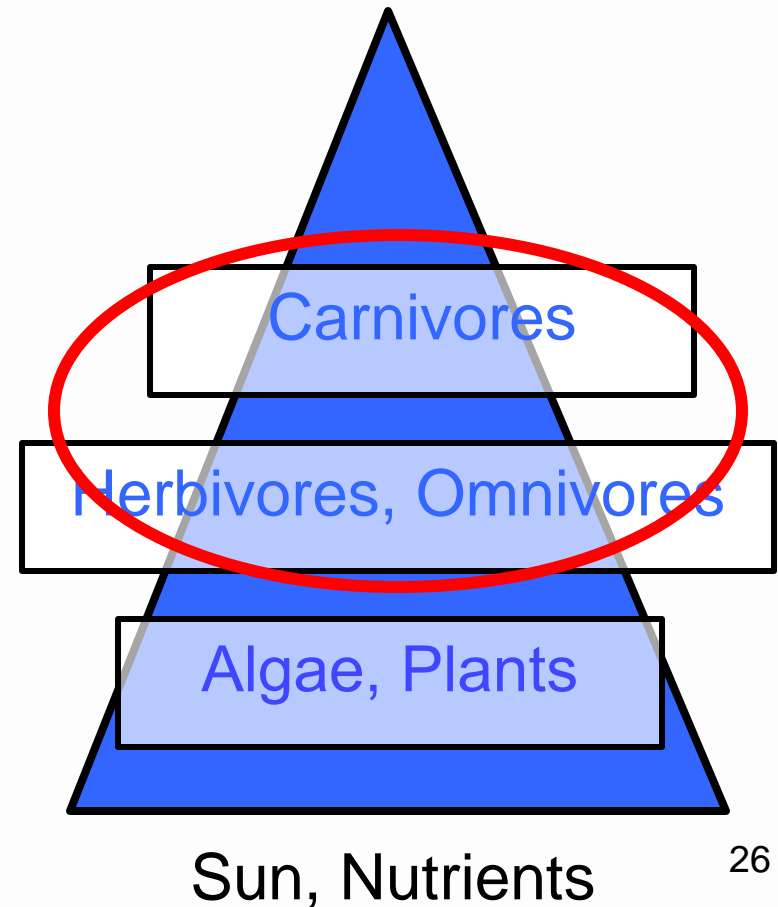 Carnivores
Herbivores, Omnivores
Algae, Plants
Sun, Nutrients
26